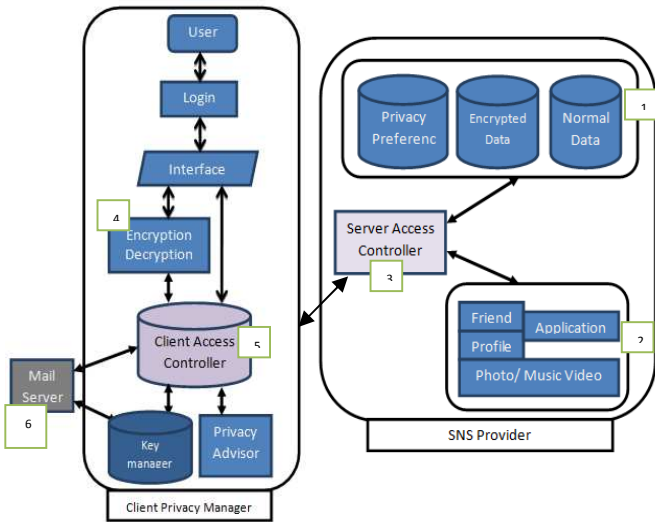 User
Login
Interface
4
Encryption
Decryption
Client Access
Controller
5
Mail
Server
6
Key
manager
Privacy
Advisor
Client Privacy Manager
Privacy
Preferenc
Encrypted
Data
Normal
Data
1
Server Access
Controller
3
Friend
Application
Profile
2
Photo/ Music Video
SNS Provider